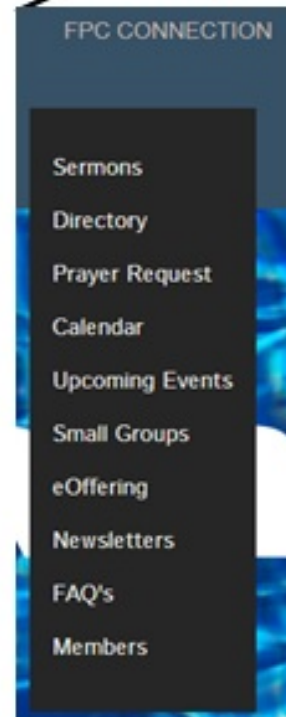 FPC CONNECTION
Sermons
Directory
Prayer Request
Calendar
Upcoming Events
Small Groups
eOffering
Newsletters
FAQ's
Members